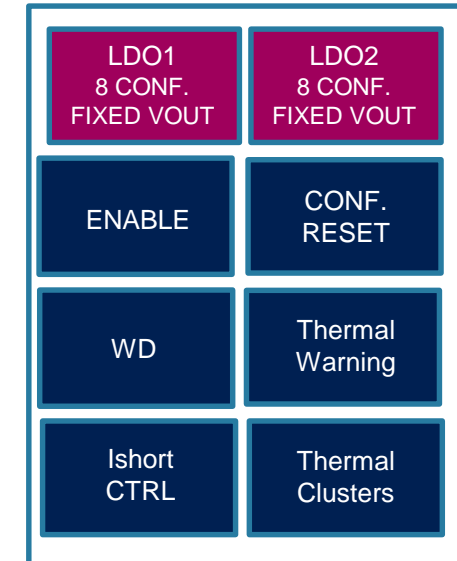 LDO1
8 CONF.
FIXED VOUT
LDO2
8 CONF.
FIXED VOUT
ENABLE
CONF.
RESET
WD
Thermal
Warning
Ishort
CTRL
Thermal
Clusters